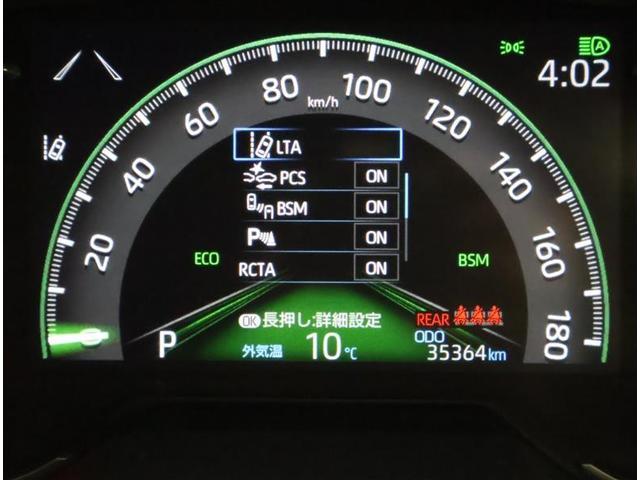 4:02
0 20 40 60 80 100 120 140 160 180
km/h
LTA
PCS ON
BSM ON
P ON
RCTA ON
ECO
BSM
OK 長押し:詳細設定
REAR
P
外気温 10℃
ODO
35364km